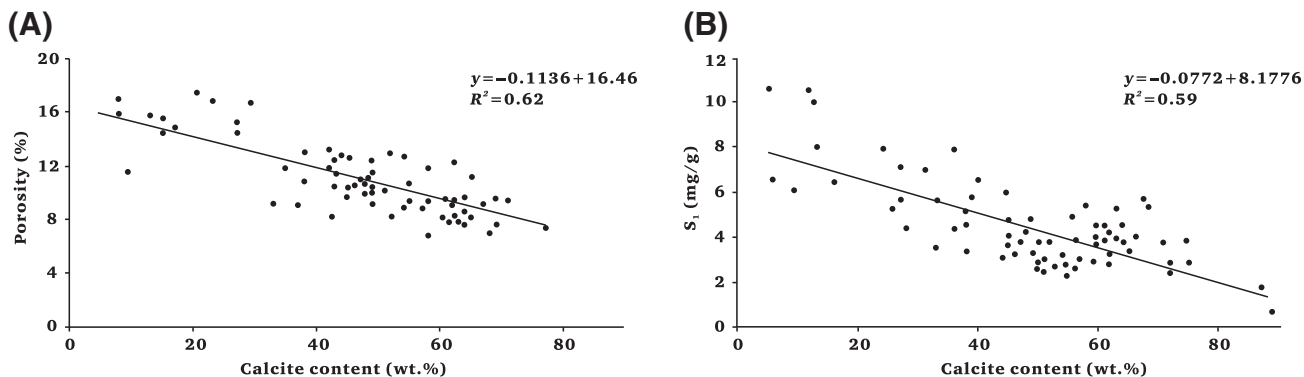 (A)
20
16
12
8
4
0
Porosity (%)
y=−0.1136+16.46
R²=0.62
0 20 40 60 80
Calcite content (wt.%)
(B)
12
10
8
6
4
2
0
S₁ (mg/g)
y=−0.0772+8.1776
R²=0.59
0 20 40 60 80
Calcite content (wt.%)